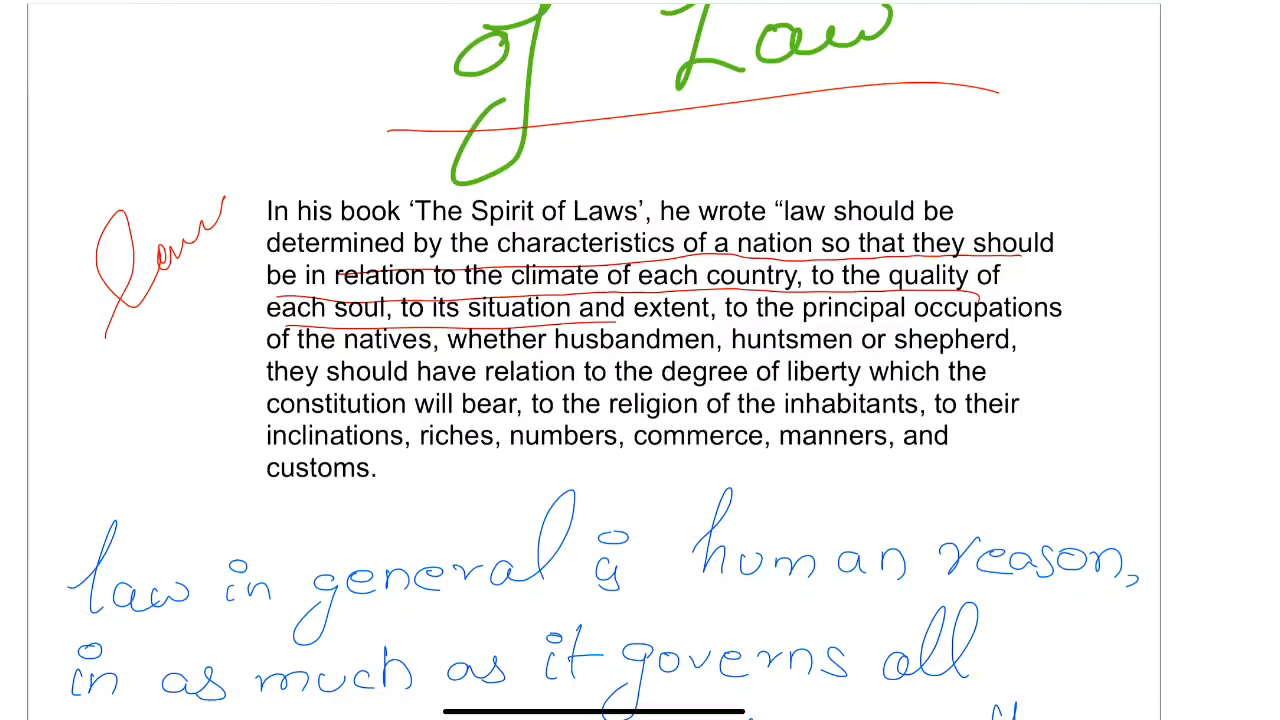 of Law
law
In his book ‘The Spirit of Laws’, he wrote “law should be
determined by the characteristics of a nation so that they should
be in relation to the climate of each country, to the quality of
each soul, to its situation and extent, to the principal occupations
of the natives, whether husbandmen, huntsmen or shepherd,
they should have relation to the degree of liberty which the
constitution will bear, to the religion of the inhabitants, to their
inclinations, riches, numbers, commerce, manners, and
customs.
law in general is human reason,
in as much as it governs all